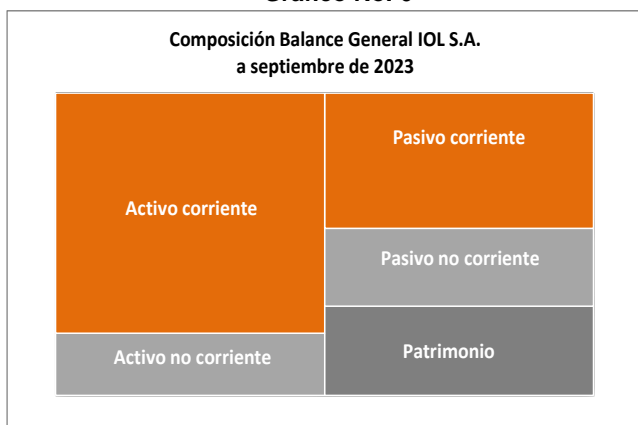 Composición Balance General IOL S.A.
a septiembre de 2023
Pasivo corriente
Activo corriente
Pasivo no corriente
Activo no corriente
Patrimonio